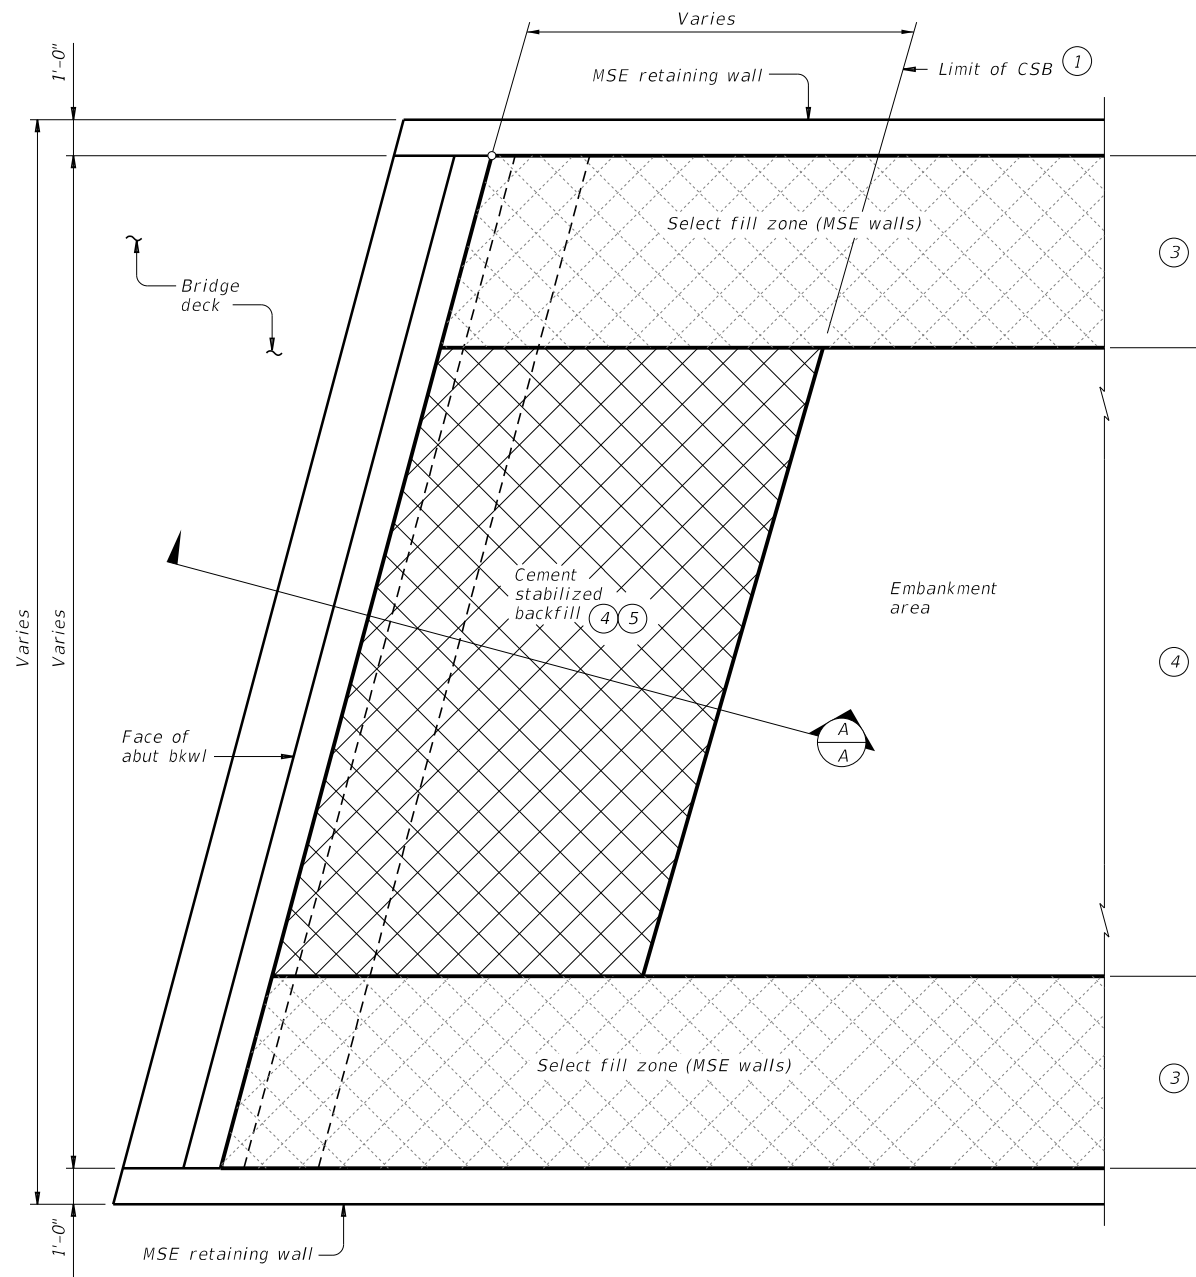 Varies
1'-0"
MSE retaining wall
Limit of CSB 1
Select fill zone (MSE walls)
3
Bridge
deck
Cement
stabilized
backfill 4 5
Embankment
area
Varies
Varies
4
Face of
abut bkwl
A
A
Select fill zone (MSE walls)
3
1'-0"
MSE retaining wall